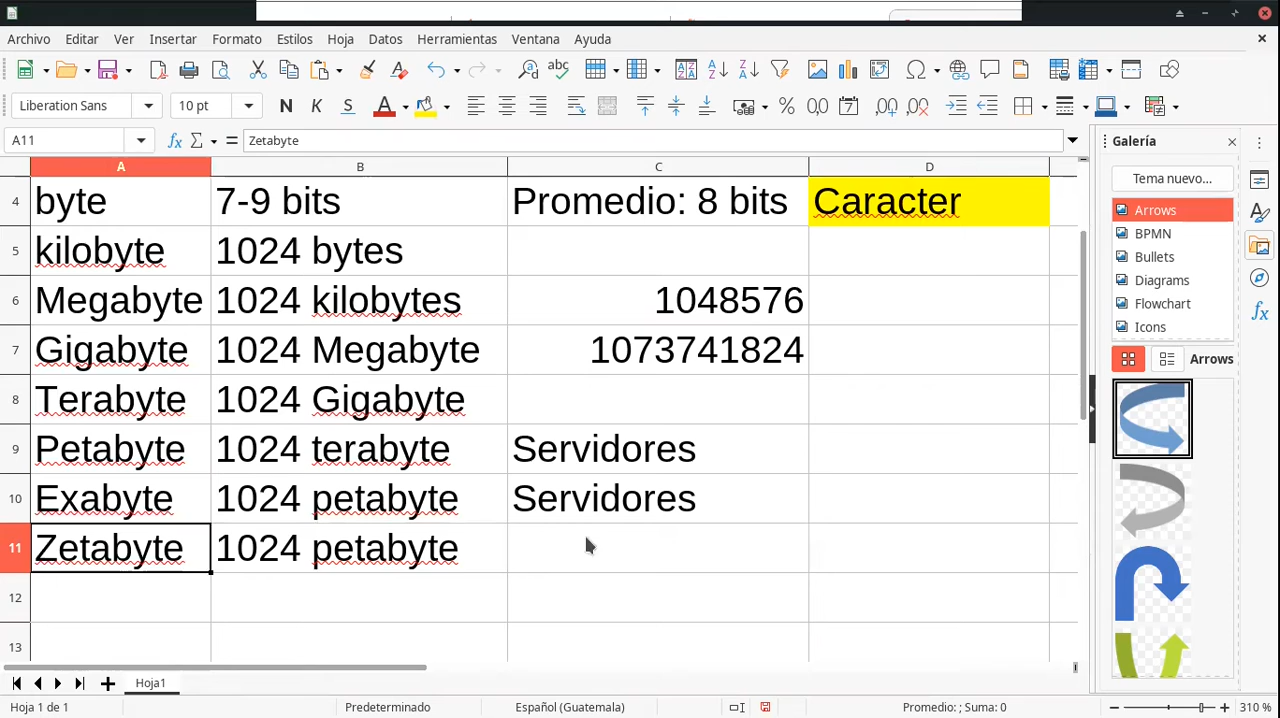 Archivo Editar Ver Insertar Formato Estilos Hoja Datos Herramientas Ventana Ayuda
Liberation Sans 10 pt N K S
A11 Zetabyte
Galería
Tema nuevo...
Arrows
BPMN
Bullets
Diagrams
Flowchart
Icons
Arrows
A B C D
4 byte 7-9 bits Promedio: 8 bits Caracter
5 kilobyte 1024 bytes
6 Megabyte 1024 kilobytes 1048576
7 Gigabyte 1024 Megabyte 1073741824
8 Terabyte 1024 Gigabyte
9 Petabyte 1024 terabyte Servidores
10 Exabyte 1024 petabyte Servidores
11 Zetabyte 1024 petabyte
12
13
Hoja1
Hoja 1 de 1 Predeterminado Español (Guatemala) Promedio: ; Suma: 0 310 %